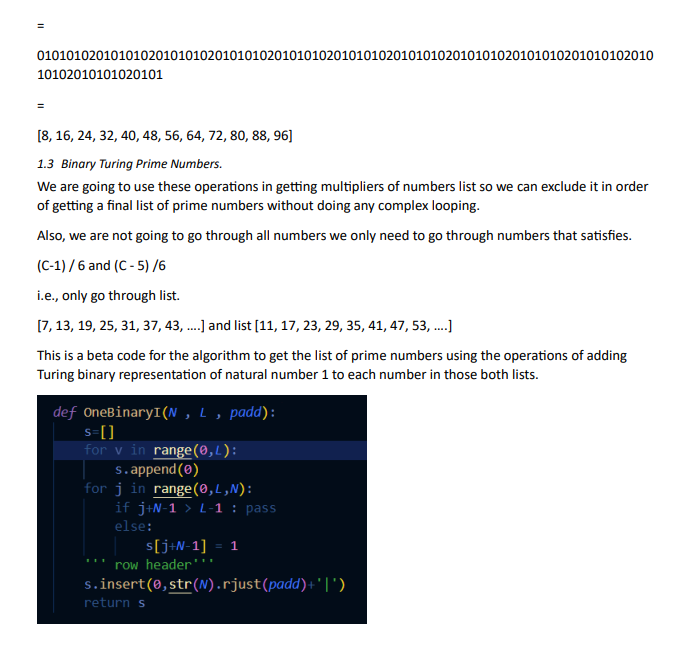 =
01010102010101020101010201010102010101020101010201010102010101020101010201010102010
10102010101020101
=
[8, 16, 24, 32, 40, 48, 56, 64, 72, 80, 88, 96]
1.3 Binary Turing Prime Numbers.
We are going to use these operations in getting multipliers of numbers list so we can exclude it in order
of getting a final list of prime numbers without doing any complex looping.
Also, we are not going to go through all numbers we only need to go through numbers that satisfies.
(C-1) / 6 and (C - 5) /6
i.e., only go through list.
[7, 13, 19, 25, 31, 37, 43, ....] and list [11, 17, 23, 29, 35, 41, 47, 53, ....]
This is a beta code for the algorithm to get the list of prime numbers using the operations of adding
Turing binary representation of natural number 1 to each number in those both lists.
def OneBinaryI(N , L , padd):
s=[]
for v in range(0,L):
s.append(0)
for j in range(0,L,N):
if j+N-1 > L-1 : pass
else:
s[j+N-1] = 1
''' row header'''
s.insert(0,str(N).rjust(padd)+'|')
return s